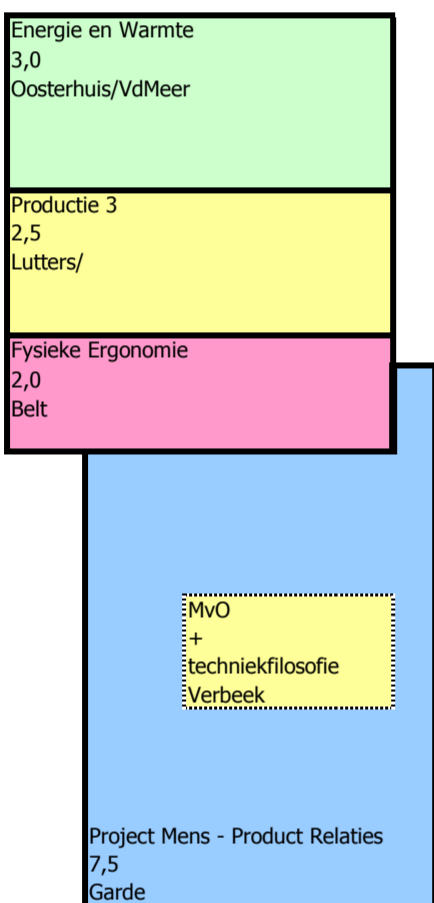 Energie en Warmte
3,0
Oosterhuis/VdMeer
Productie 3
2,5
Lutters/
Fysieke Ergonomie
2,0
Belt
MvO
+
techniekfilosofie
Verbeek
Project Mens - Product Relaties
7,5
Garde